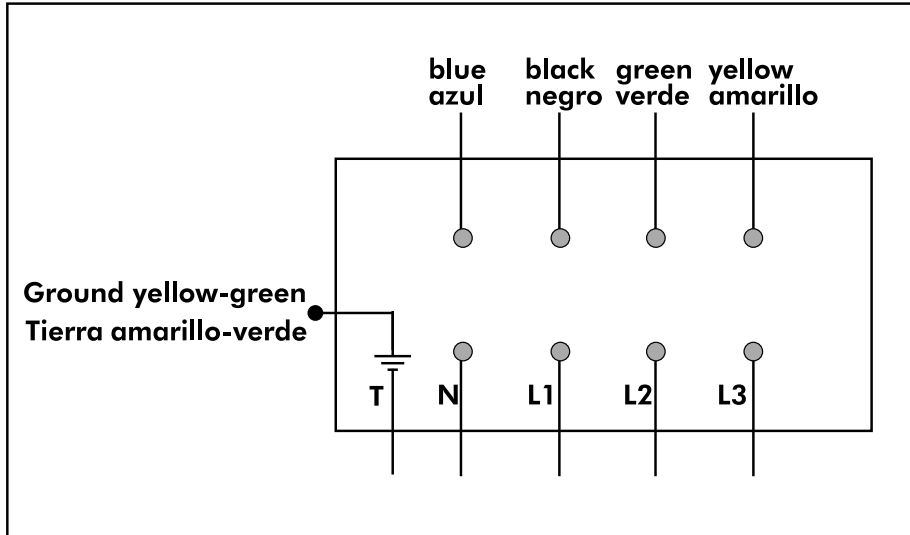 blue
azul
black
negro
green
verde
yellow
amarillo
Ground yellow-green
Tierra amarillo-verde
T
N
L1
L2
L3